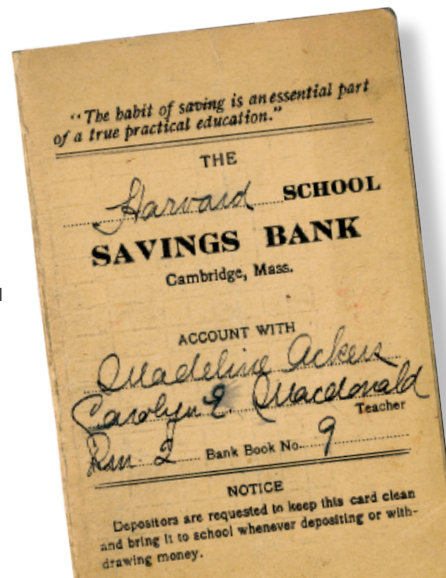 "The habit of saving is an essential part
of a true practical education."
THE
Harvard SCHOOL
SAVINGS BANK
Cambridge, Mass.
ACCOUNT WITH
Madeline Ackers
Carolyn E. Macdonald
Teacher
Rm. 2 Bank Book No. 9
NOTICE
Depositors are requested to keep this card clean
and bring it to school whenever depositing or with-
drawing money.